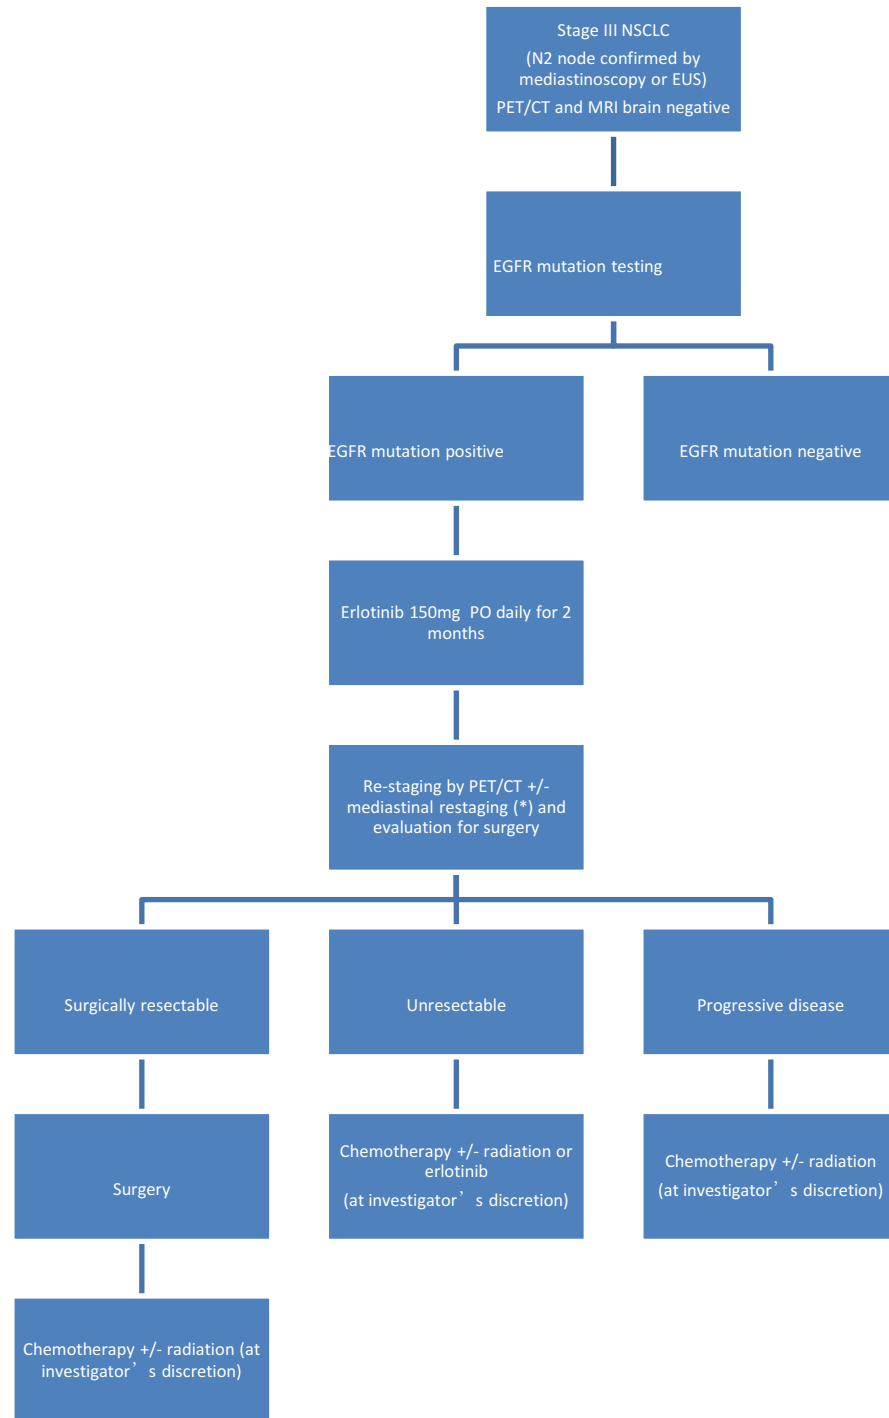 Stage III NSCLC
(N2 node confirmed by
mediastinoscopy or EUS)
PET/CT and MRI brain negative
EGFR mutation testing
EGFR mutation positive
EGFR mutation negative
Erlotinib 150mg  PO daily for 2
months
Re-staging by PET/CT +/-
mediastinal restaging (*) and
evaluation for surgery
Surgically resectable
Unresectable
Progressive disease
Surgery
Chemotherapy +/- radiation or
erlotinib
(at investigator’s discretion)
Chemotherapy +/- radiation
(at investigator’s discretion)
Chemotherapy +/- radiation (at
investigator’s discretion)